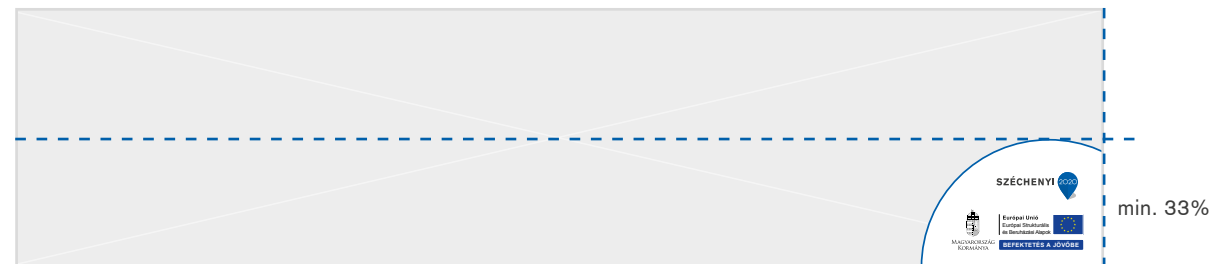 SZÉCHENYI 2020
min. 33%
MAGYARORSZÁG
KORMÁNYA
Európai Unió
Európai Strukturális
és Beruházási Alapok
BEFEKTETÉS A JÖVŐBE